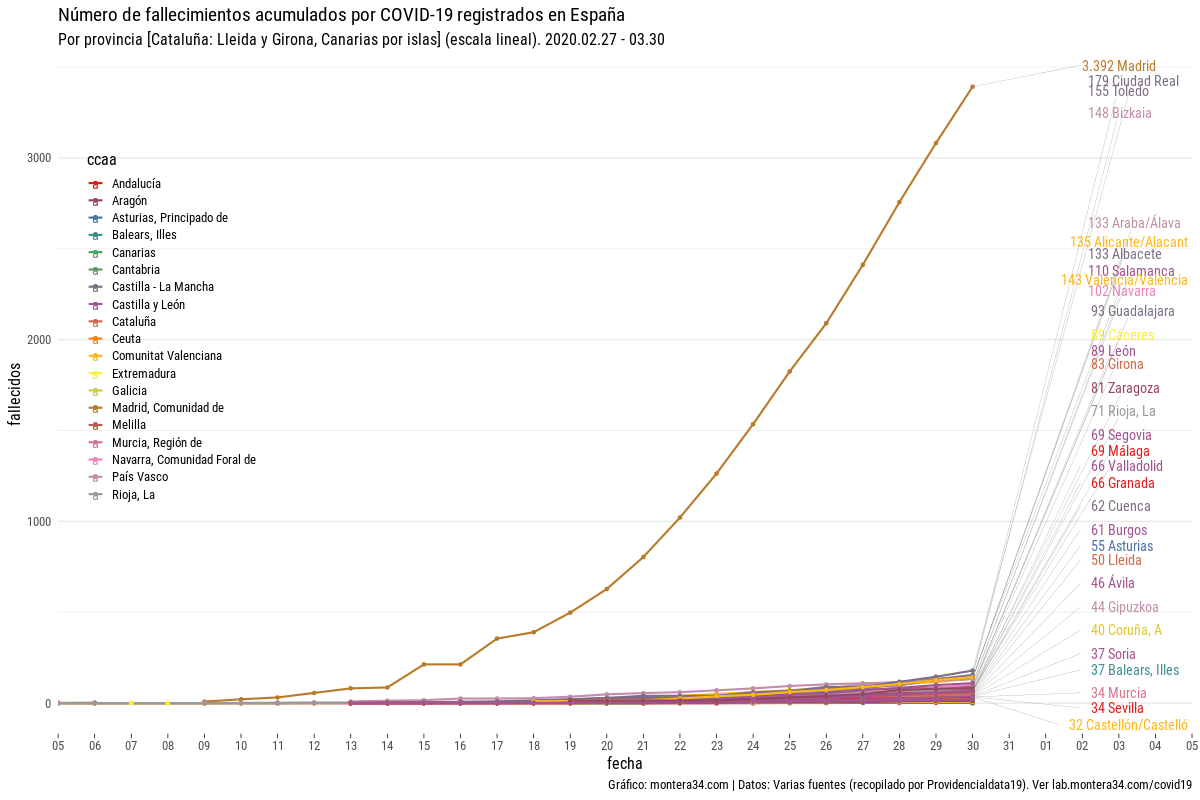 Número de fallecimientos acumulados por COVID-19 registrados en España
Por provincia [Cataluña: Lleida y Girona, Canarias por islas] (escala lineal). 2020.02.27 - 03.30
fallecidos
3000
2000
1000
0
ccaa
Andalucía
Aragón
Asturias, Principado de
Balears, Illes
Canarias
Cantabria
Castilla - La Mancha
Castilla y León
Cataluña
Ceuta
Comunitat Valenciana
Extremadura
Galicia
Madrid, Comunidad de
Melilla
Murcia, Región de
Navarra, Comunidad Foral de
País Vasco
Rioja, La
3.392 Madrid
179 Ciudad Real
155 Toledo
148 Bizkaia
133 Araba/Álava
135 Alicante/Alacant
133 Albacete
110 Salamanca
143 Valencia/València
102 Navarra
93 Guadalajara
89 Cáceres
89 León
83 Girona
81 Zaragoza
71 Rioja, La
69 Segovia
69 Málaga
66 Valladolid
66 Granada
62 Cuenca
61 Burgos
55 Asturias
50 Lleida
46 Ávila
44 Gipuzkoa
40 Coruña, A
37 Soria
37 Balears, Illes
34 Murcia
34 Sevilla
32 Castellón/Castelló
05 06 07 08 09 10 11 12 13 14 15 16 17 18 19 20 21 22 23 24 25 26 27 28 29 30 31 01 02 03 04 05
fecha
Gráfico: montera34.com | Datos: Varias fuentes (recopilado por Providencialdata19). Ver lab.montera34.com/covid19